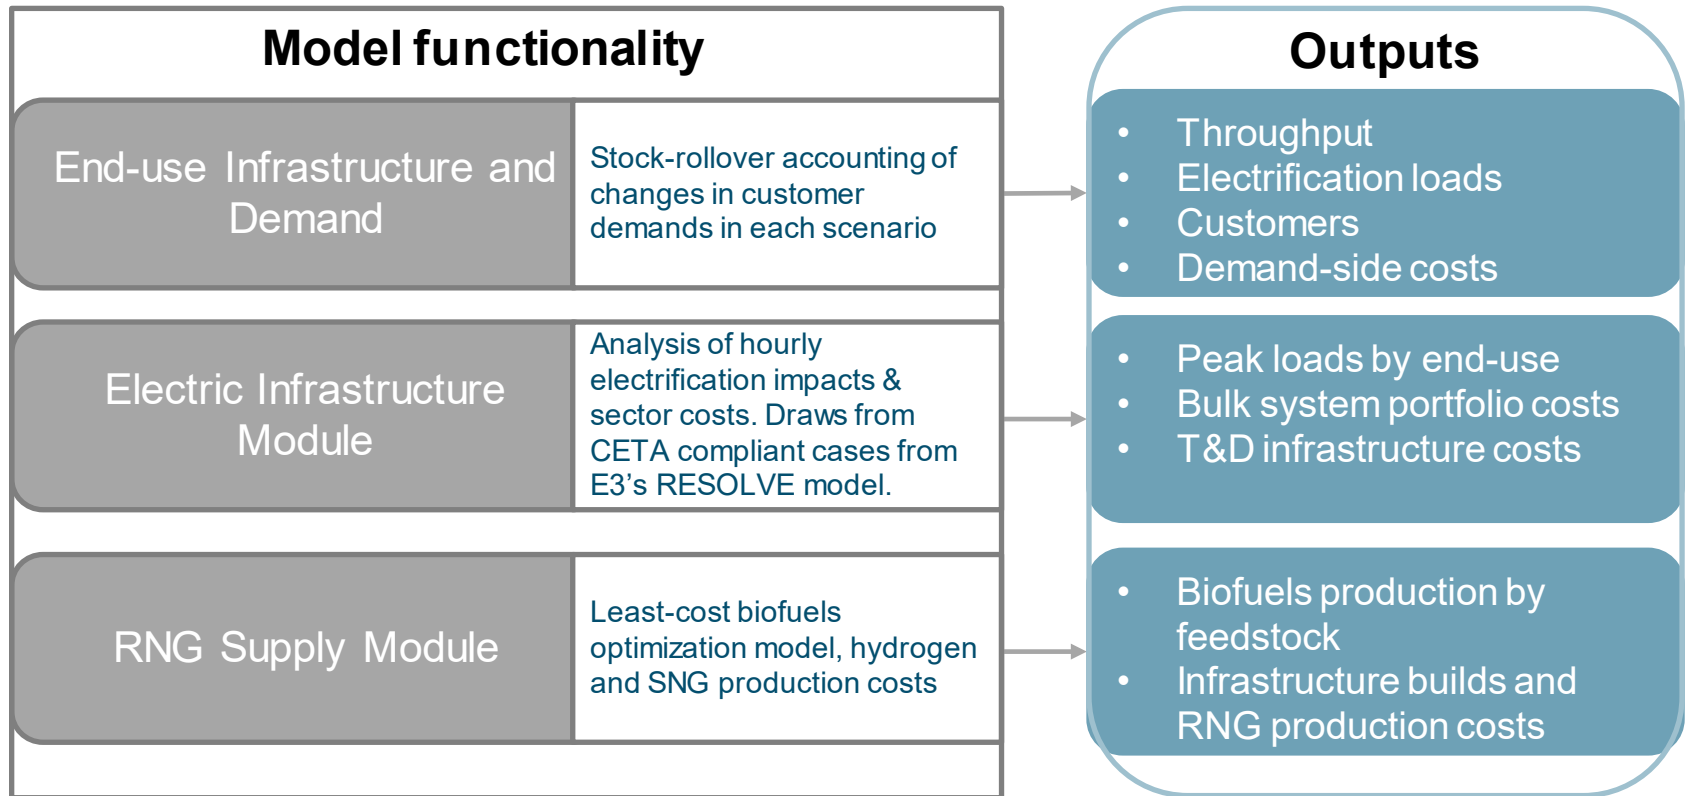 Model functionality
Outputs
End-use Infrastructure and
Demand
Stock-rollover accounting of
changes in customer
demands in each scenario
• Throughput
• Electrification loads
• Customers
• Demand-side costs
Electric Infrastructure
Module
Analysis of hourly
electrification impacts &
sector costs. Draws from
CETA compliant cases from
E3’s RESOLVE model.
• Peak loads by end-use
• Bulk system portfolio costs
• T&D infrastructure costs
RNG Supply Module
Least-cost biofuels
optimization model, hydrogen
and SNG production costs
• Biofuels production by
feedstock
• Infrastructure builds and
RNG production costs